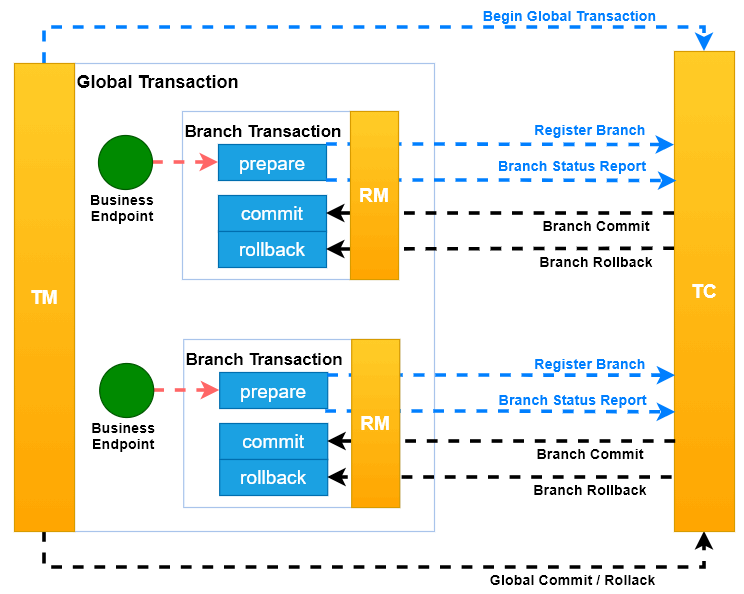 Begin Global Transaction
Global Transaction
Branch Transaction
Register Branch
prepare
Branch Status Report
Business
Endpoint
RM
commit
Branch Commit
rollback
Branch Rollback
TM
TC
Branch Transaction
Register Branch
prepare
Branch Status Report
Business
Endpoint
RM
commit
Branch Commit
rollback
Branch Rollback
Global Commit / Rollack